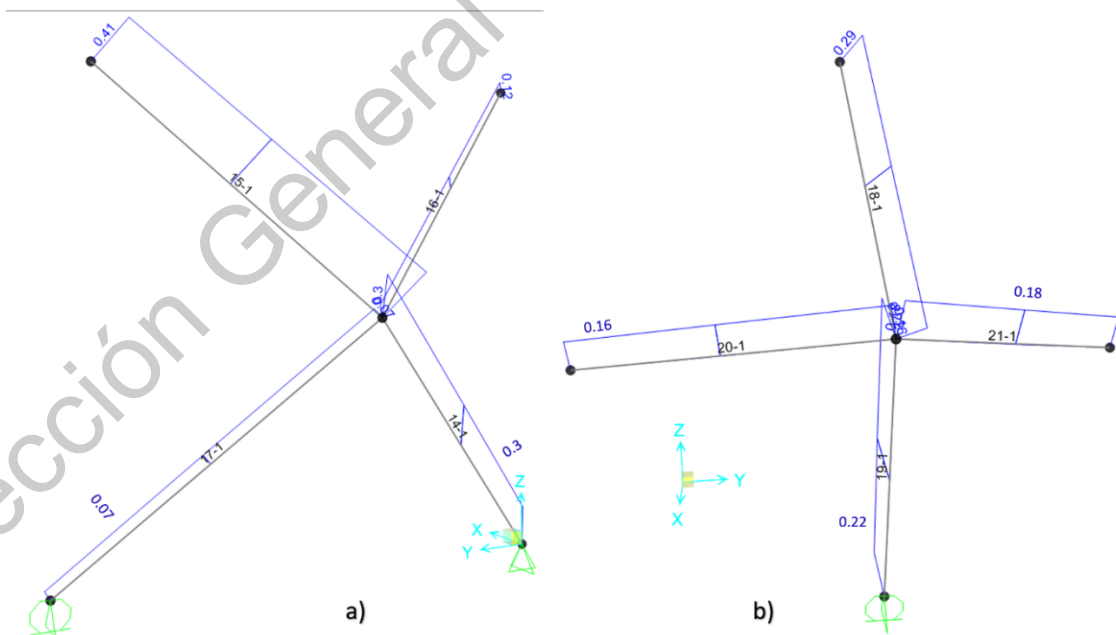 0.41
0.12
15-1
16-1
0.3
14-1
0.3
17-1
0.07
Z
X
Y
a)
0.29
18-1
0.16
20-1
0.18
21-1
19-1
0.22
Z
Y
X
b)
ección General